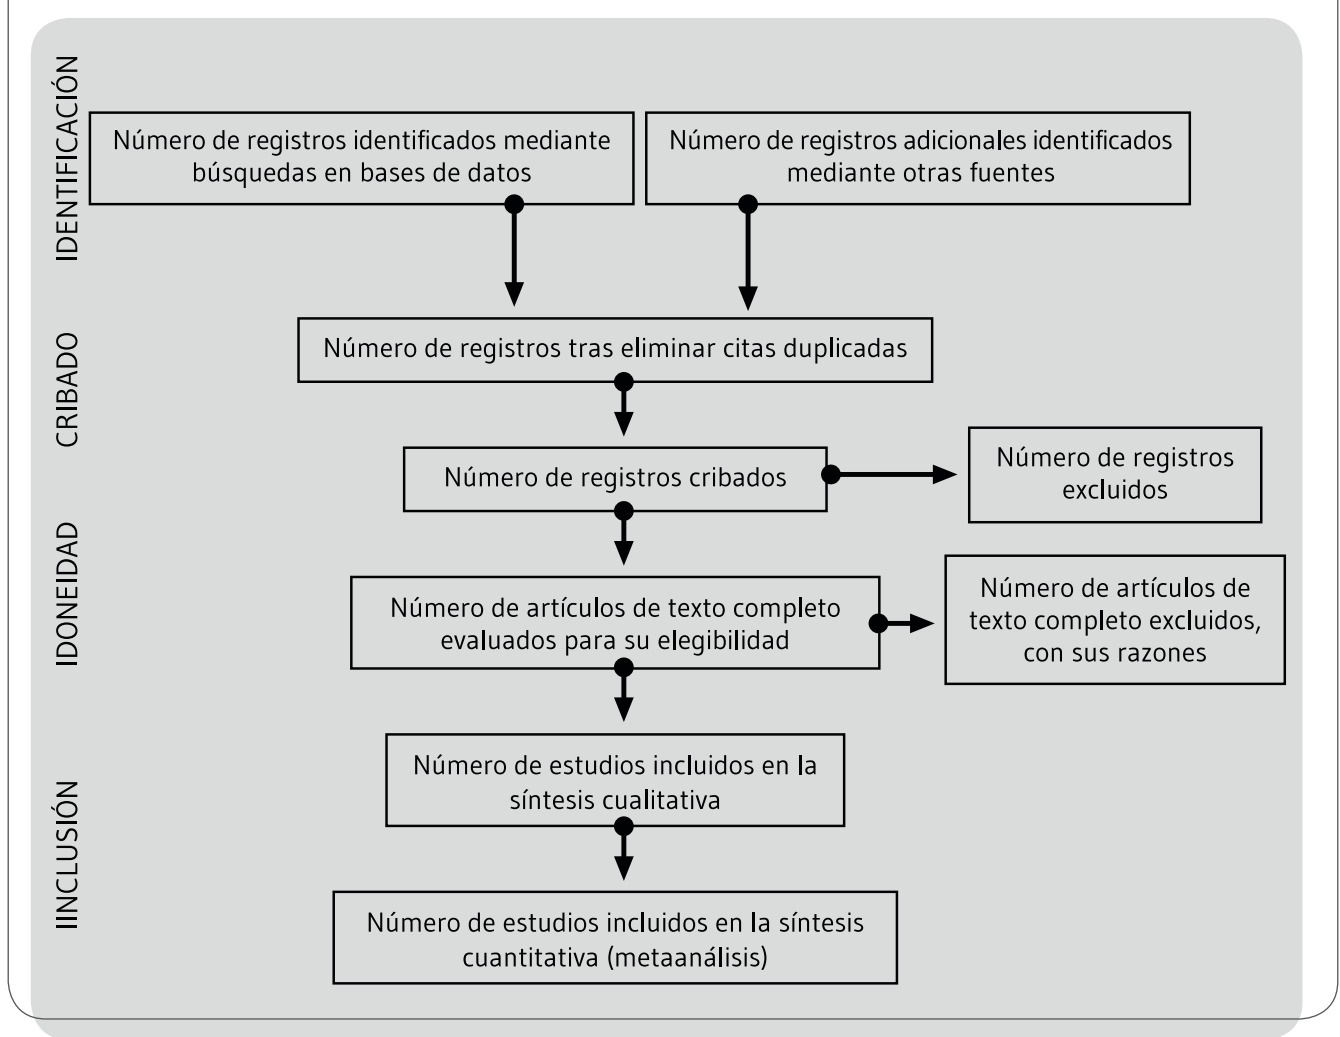 IDENTIFICACIÓN
Número de registros identificados mediante
búsquedas en bases de datos
Número de registros adicionales identificados
mediante otras fuentes
CRIBADO
Número de registros tras eliminar citas duplicadas
Número de registros cribados
Número de registros
excluidos
IDONEIDAD
Número de artículos de texto completo
evaluados para su elegibilidad
Número de artículos de
texto completo excluidos,
con sus razones
IINCLUSIÓN
Número de estudios incluidos en la
síntesis cualitativa
Número de estudios incluidos en la síntesis
cuantitativa (metaanálisis)